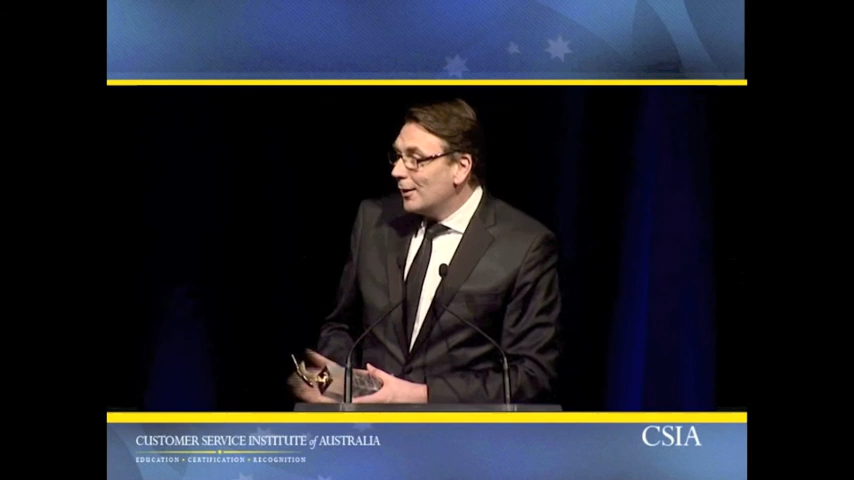 CUSTOMER SERVICE INSTITUTE of AUSTRALIA
CSIA
EDUCATION • CERTIFICATION • RECOGNITION